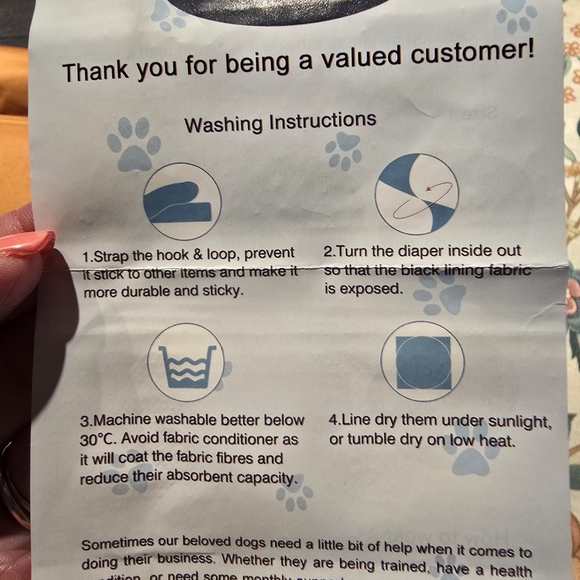 Thank you for being a valued customer!
Washing Instructions
1.Strap the hook & loop, prevent
it stick to other items and make it
more durable and sticky.
2.Turn the diaper inside out
so that the black lining fabric
is exposed.
3.Machine washable better below
30°C. Avoid fabric conditioner as
it will coat the fabric fibres and
reduce their absorbent capacity.
4.Line dry them under sunlight,
or tumble dry on low heat.
Sometimes our beloved dogs need a little bit of help when it comes to
doing their business. Whether they are being trained, have a health
or need some monthly